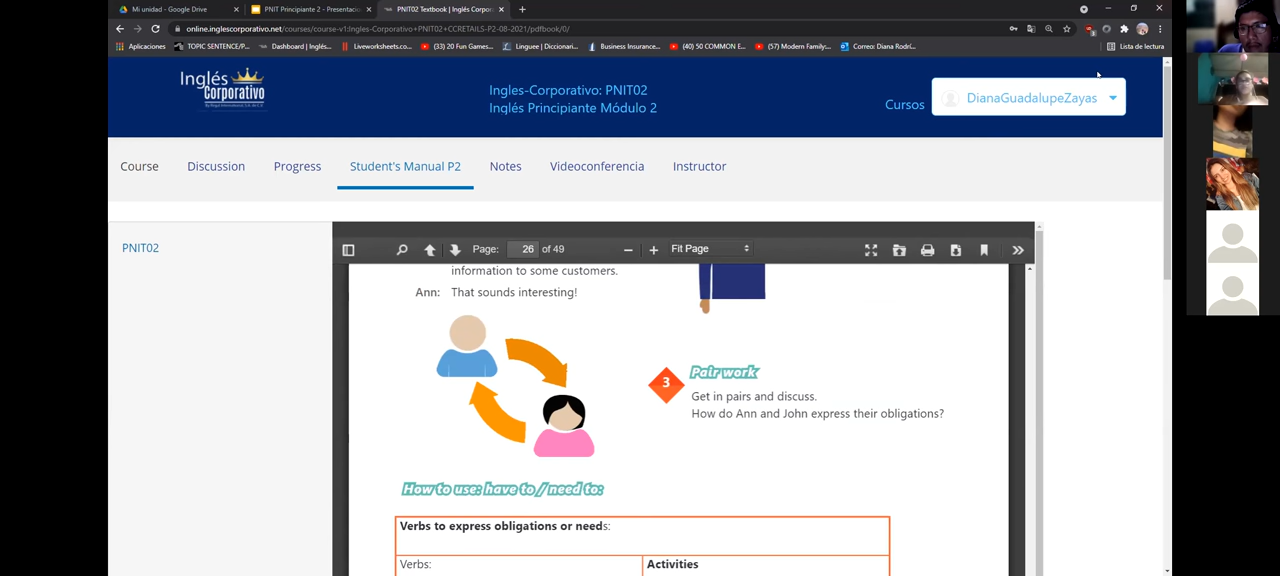 Mi unidad - Google Drive
PNIT Principiante 2 - Presentacio
PNIT02 Textbook | Inglés Corpora
online.inglescorporativo.net/courses/course-v1:Ingles-Corporativo+PNIT02+CCRETAILS-P2-08-2021/pdfbook/0/
Aplicaciones
TOPIC SENTENCE/P...
Dashboard | Inglés...
Liveworksheets.co...
(33) 20 Fun Games...
Linguee | Diccionari...
Business Insurance...
(40) 50 COMMON E...
(57) Modern Family:...
Correo: Diana Rodrí...
Lista de lectura
Inglés
Corporativo
Ingles-Corporativo: PNIT02
Inglés Principiante Módulo 2
Cursos
DianaGuadalupeZayas
Course
Discussion
Progress
Student's Manual P2
Notes
Videoconferencia
Instructor
PNIT02
Page: 26 of 49
Fit Page
information to some customers.
Ann: That sounds interesting!
3
Pair work
Get in pairs and discuss.
How do Ann and John express their obligations?
How to use: have to / need to:
Verbs to express obligations or needs:
Verbs:
Activities